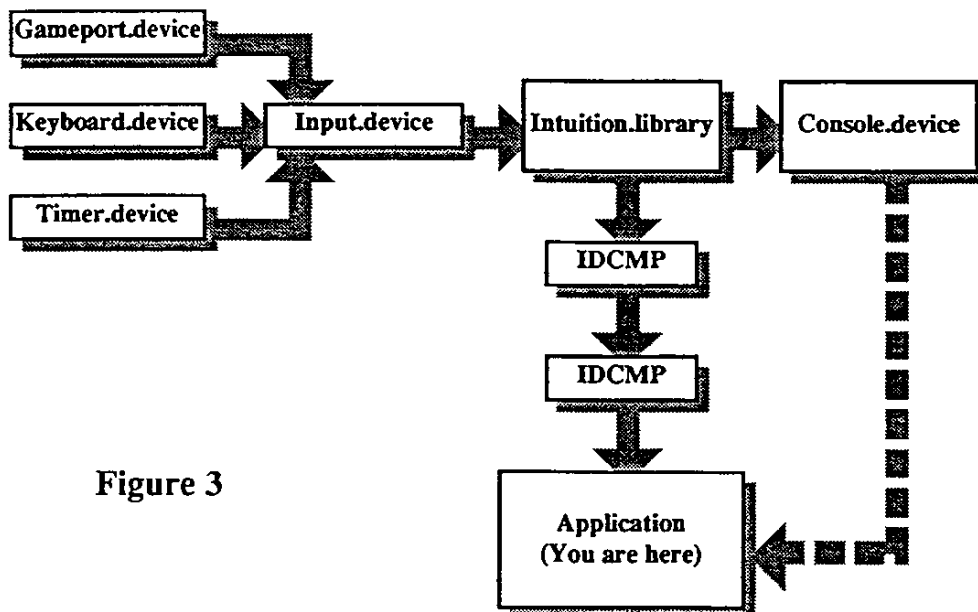 Gameport.device
Keyboard.device
Input.device
Intuition.library
Console.device
Timer.device
IDCMP
IDCMP
Figure 3
Application
(You are here)